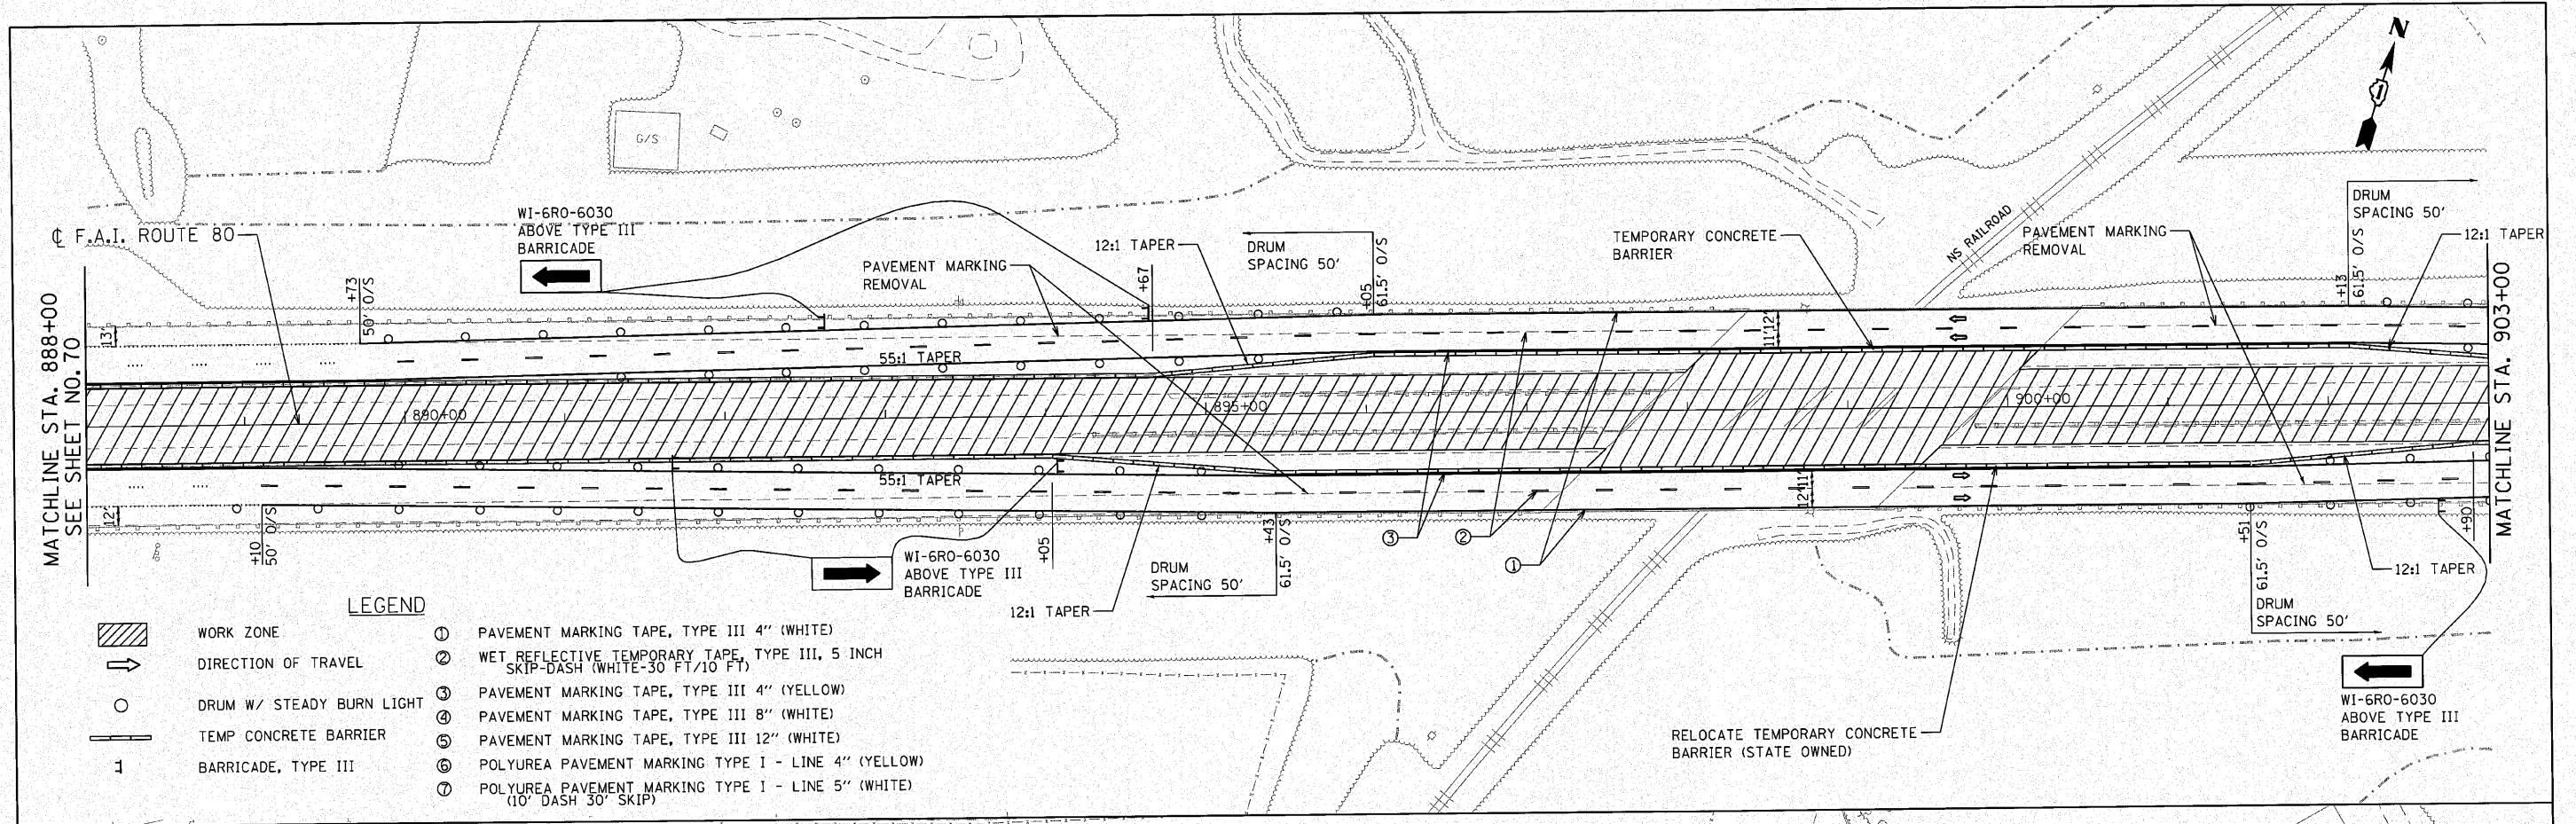 N
1
G/S
NS RAILROAD
DRUM
SPACING 50'
WI-6RO-6030
ABOVE TYPE III
BARRICADE
℄ F.A.I. ROUTE 80
12:1 TAPER
DRUM
SPACING 50'
TEMPORARY CONCRETE
BARRIER
PAVEMENT MARKING
REMOVAL
12:1 TAPER
PAVEMENT MARKING
REMOVAL
+73
50' O/S
+67
+05
61.5' O/S
+13
61.5' O/S
MATCHLINE STA. 888+00
SEE SHEET NO. 70
MATCHLINE STA. 903+00
13'
11'
12'
55:1 TAPER
890+00
895+00
900+00
55:1 TAPER
12'
12'
11'
+10
50' O/S
+05
+43
61.5' O/S
+51
61.5' O/S
+90
③
②
①
WI-6RO-6030
ABOVE TYPE III
BARRICADE
DRUM
SPACING 50'
12:1 TAPER
12:1 TAPER
DRUM
SPACING 50'
WI-6RO-6030
ABOVE TYPE III
BARRICADE
RELOCATE TEMPORARY CONCRETE
BARRIER (STATE OWNED)
LEGEND
WORK ZONE
DIRECTION OF TRAVEL
DRUM W/ STEADY BURN LIGHT
TEMP CONCRETE BARRIER
BARRICADE, TYPE III
① PAVEMENT MARKING TAPE, TYPE III 4" (WHITE)
② WET REFLECTIVE TEMPORARY TAPE, TYPE III, 5 INCH
SKIP-DASH (WHITE-30 FT/10 FT)
③ PAVEMENT MARKING TAPE, TYPE III 4" (YELLOW)
④ PAVEMENT MARKING TAPE, TYPE III 8" (WHITE)
⑤ PAVEMENT MARKING TAPE, TYPE III 12" (WHITE)
⑥ POLYUREA PAVEMENT MARKING TYPE I - LINE 4" (YELLOW)
⑦ POLYUREA PAVEMENT MARKING TYPE I - LINE 5" (WHITE)
(10' DASH 30' SKIP)